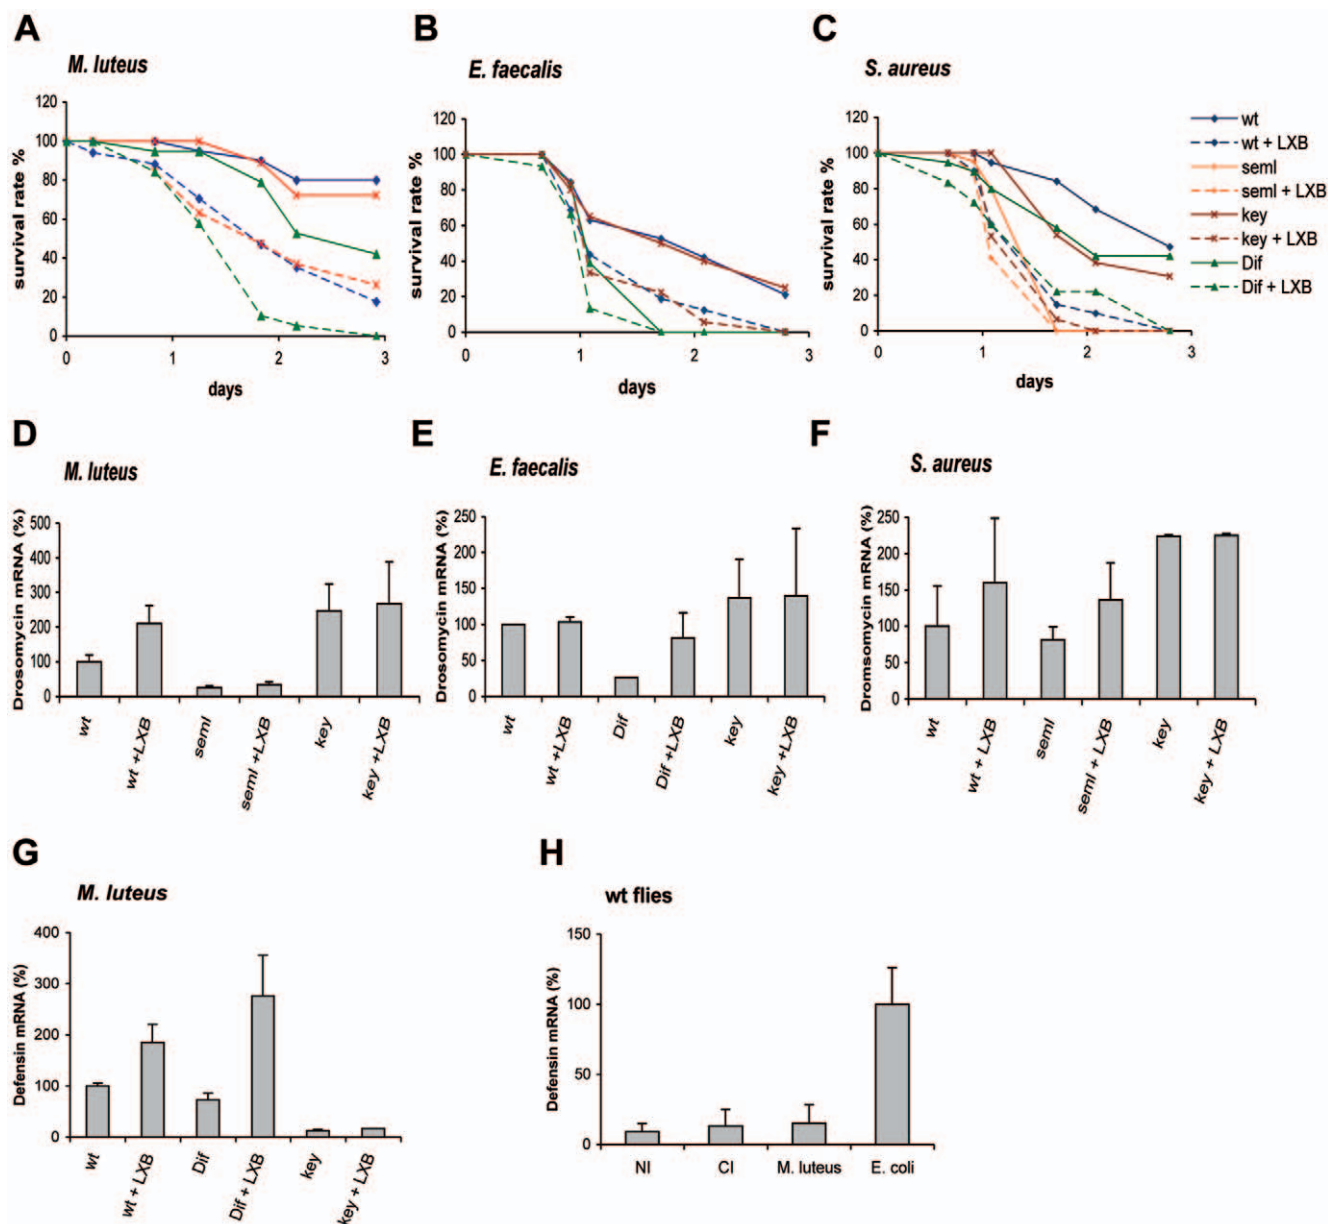 A
M. luteus
survival rate %
120
100
80
60
40
20
0
0 1 2 3
days
B
E. faecalis
survival rate %
120
100
80
60
40
20
0
0 1 2 3
days
C
S. aureus
survival rate %
120
100
80
60
40
20
0
0 1 2 3
days
wt
wt + LXB
seml
seml + LXB
key
key + LXB
Dif
Dif + LXB
D
M. luteus
Drosomycin mRNA (%)
500
400
300
200
100
0
wt
wt +LXB
seml
seml +LXB
key
key +LXB
E
E. faecalis
Drosomycin mRNA (%)
250
200
150
100
50
0
wt
wt +LXB
Dif
Dif +LXB
key
key +LXB
F
S. aureus
Dromsomycin mRNA (%)
250
200
150
100
50
0
wt
wt + LXB
seml
seml + LXB
key
key + LXB
G
M. luteus
Defensin mRNA (%)
400
300
200
100
0
wt
wt + LXB
Dif
Dif + LXB
key
key + LXB
H
wt flies
Defensin mRNA (%)
150
100
50
0
NI CI M. luteus E. coli